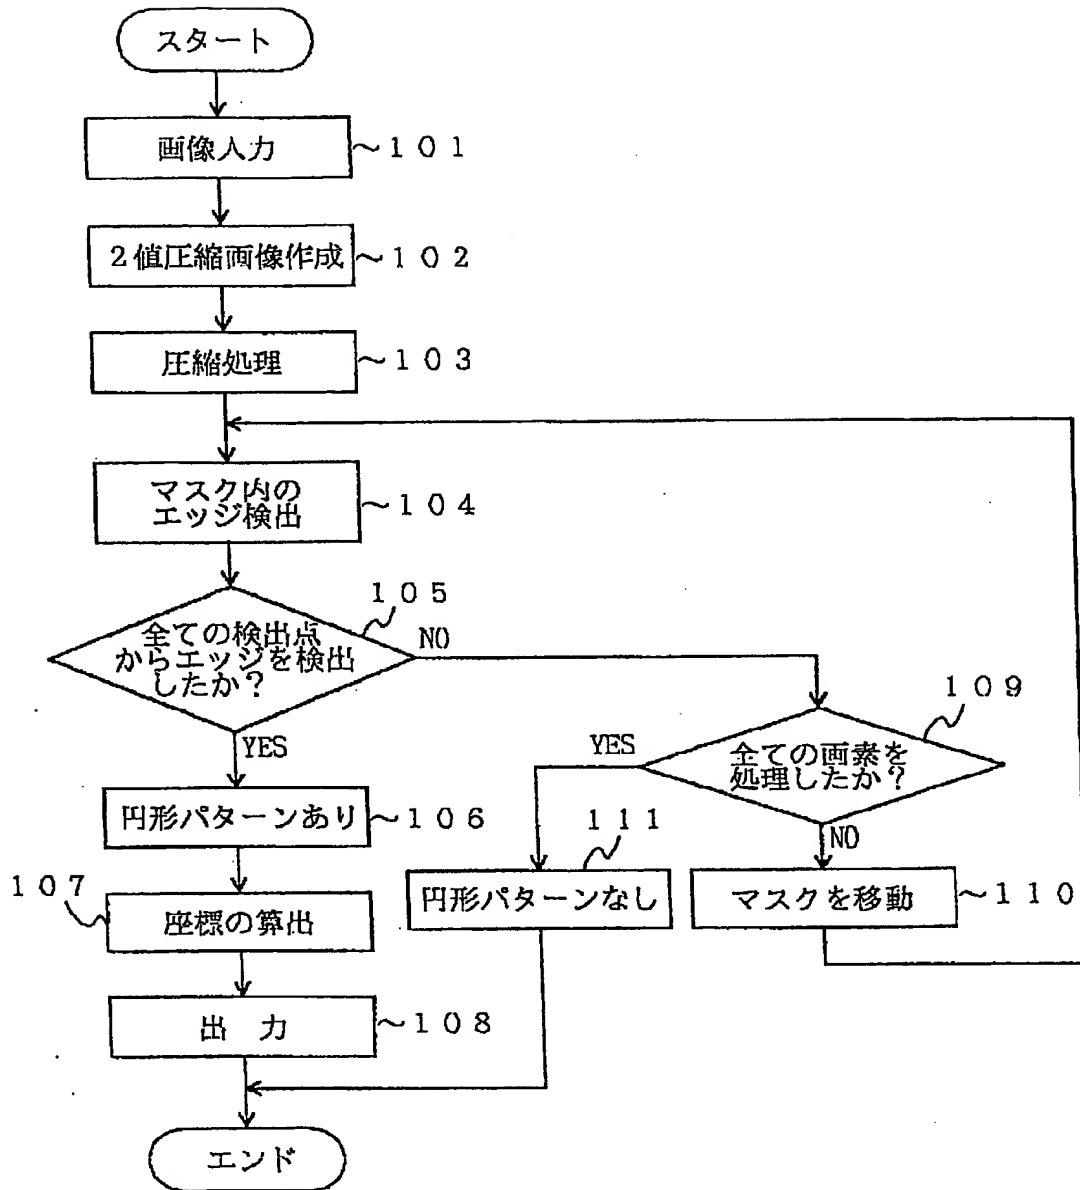 スタート
画像入力
101
2値圧縮画像作成
102
圧縮処理
103
マスク内の
エッジ検出
104
105
全ての検出点
からエッジを検出
したか?
NO
YES
109
全ての画素を
処理したか?
YES
NO
円形パターンあり
106
111
円形パターンなし
マスクを移動
110
107
座標の算出
出 力
108
エンド